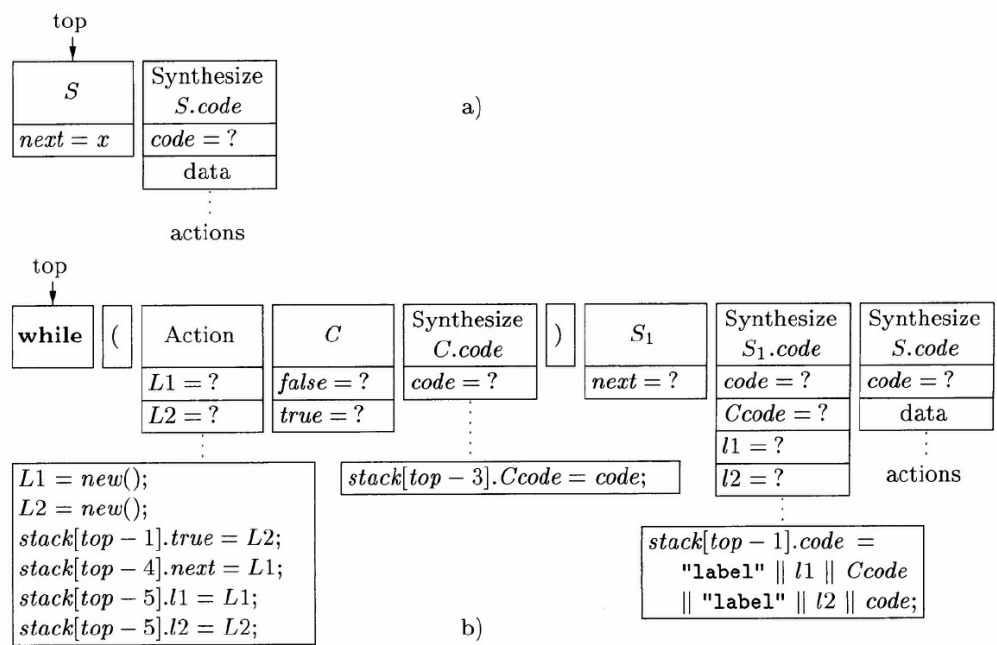 top
S Synthesize S.code
a)
next = x code = ?
data
actions
top
while ( Action C Synthesize C.code ) S₁ Synthesize S₁.code Synthesize S.code
L1 = ? false = ? code = ? next = ? code = ? code = ?
L2 = ? true = ? Ccode = ? data
l1 = ?
l2 = ?
actions
L1 = new();
L2 = new();
stack[top − 1].true = L2;
stack[top − 4].next = L1;
stack[top − 5].l1 = L1;
stack[top − 5].l2 = L2;
stack[top − 3].Ccode = code;
stack[top − 1].code =
"label" || l1 || Ccode
|| "label" || l2 || code;
b)